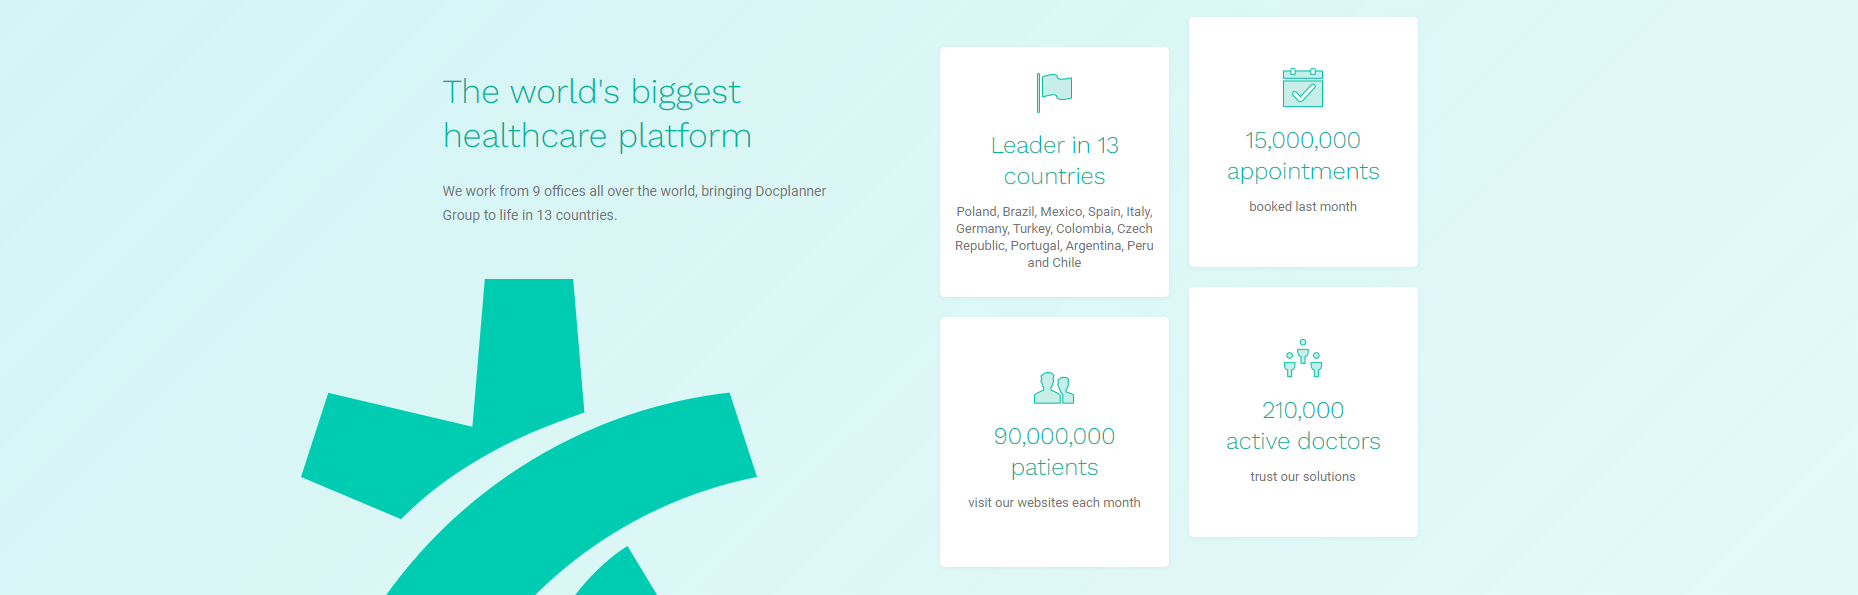 The world's biggest
healthcare platform
We work from 9 offices all over the world, bringing Docplanner
Group to life in 13 countries.
Leader in 13
countries
Poland, Brazil, Mexico, Spain, Italy,
Germany, Turkey, Colombia, Czech
Republic, Portugal, Argentina, Peru
and Chile
15,000,000
appointments
booked last month
90,000,000
patients
visit our websites each month
210,000
active doctors
trust our solutions